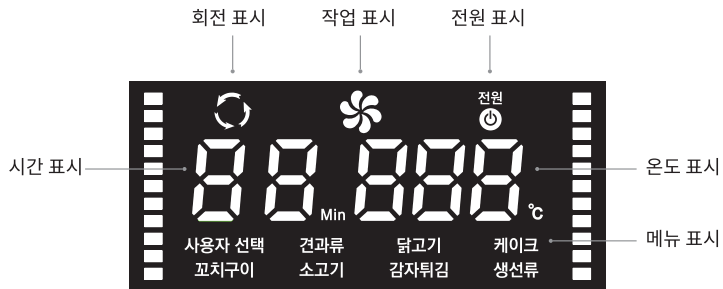 회전 표시 작업 표시 전원 표시
전원
시간 표시 88 888 온도 표시
Min ℃
메뉴 표시
사용자 선택 견과류 닭고기 케이크
꼬치구이 소고기 감자튀김 생선류